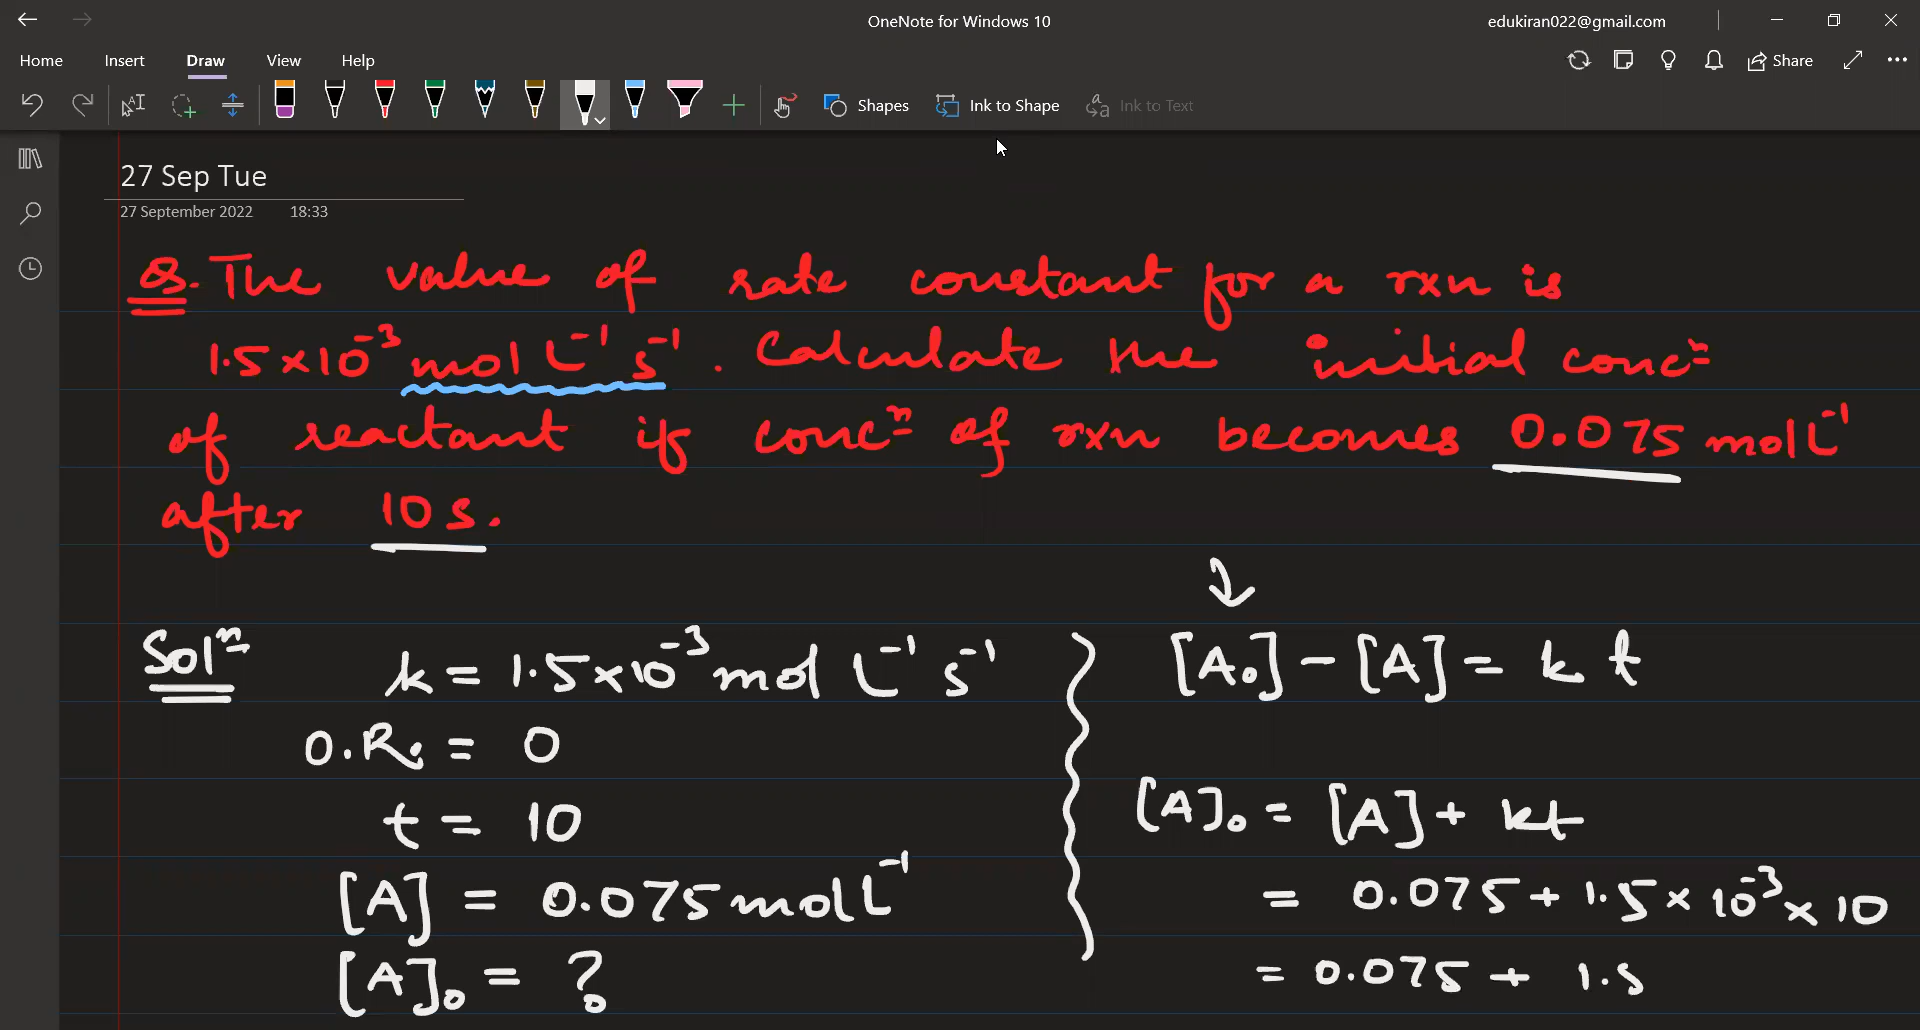 OneNote for Windows 10
edukiran022@gmail.com
Home Insert Draw View Help
Share
Shapes Ink to Shape Ink to Text
27 Sep Tue
27 September 2022 18:33
Q. The value of rate constant for a rxn is
1.5×10⁻³ mol L⁻¹ s⁻¹. Calculate the initial concⁿ
of reactant if concⁿ of rxn becomes 0.075 mol L⁻¹
after 10 s.
Solⁿ k = 1.5×10⁻³ mol L⁻¹ s⁻¹
O.R. = 0
t = 10
[A] = 0.075 mol L⁻¹
[A]₀ = ?
↓
[A₀] - [A] = k t
[A]₀ = [A] + kt
= 0.075 + 1.5 × 10⁻³ × 10
= 0.075 + 1.5